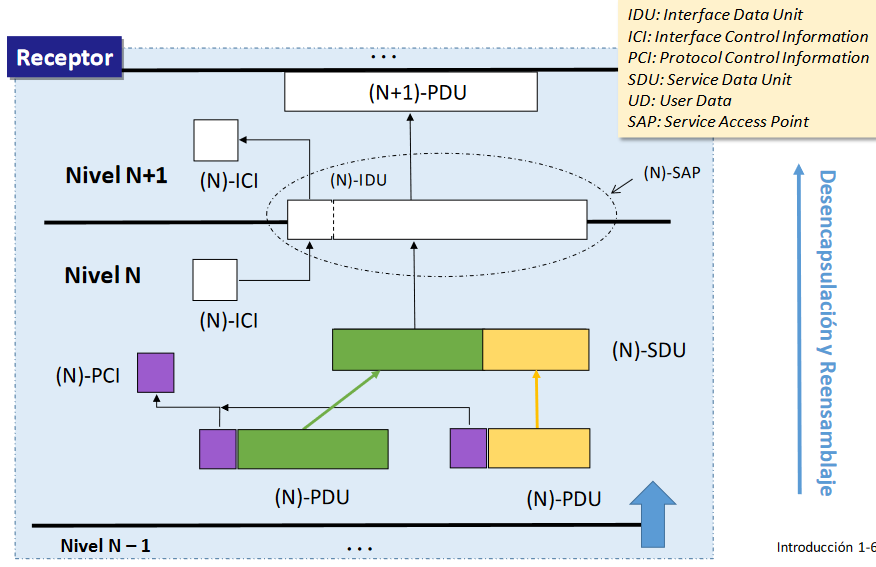 IDU: Interface Data Unit
ICI: Interface Control Information
PCI: Protocol Control Information
SDU: Service Data Unit
UD: User Data
SAP: Service Access Point
Receptor
...
(N+1)-PDU
Nivel N+1
(N)-ICI
(N)-IDU
(N)-SAP
Nivel N
(N)-ICI
(N)-SDU
(N)-PCI
(N)-PDU
(N)-PDU
Nivel N – 1
...
Desencapsulación y Reensamblaje
Introducción 1-6